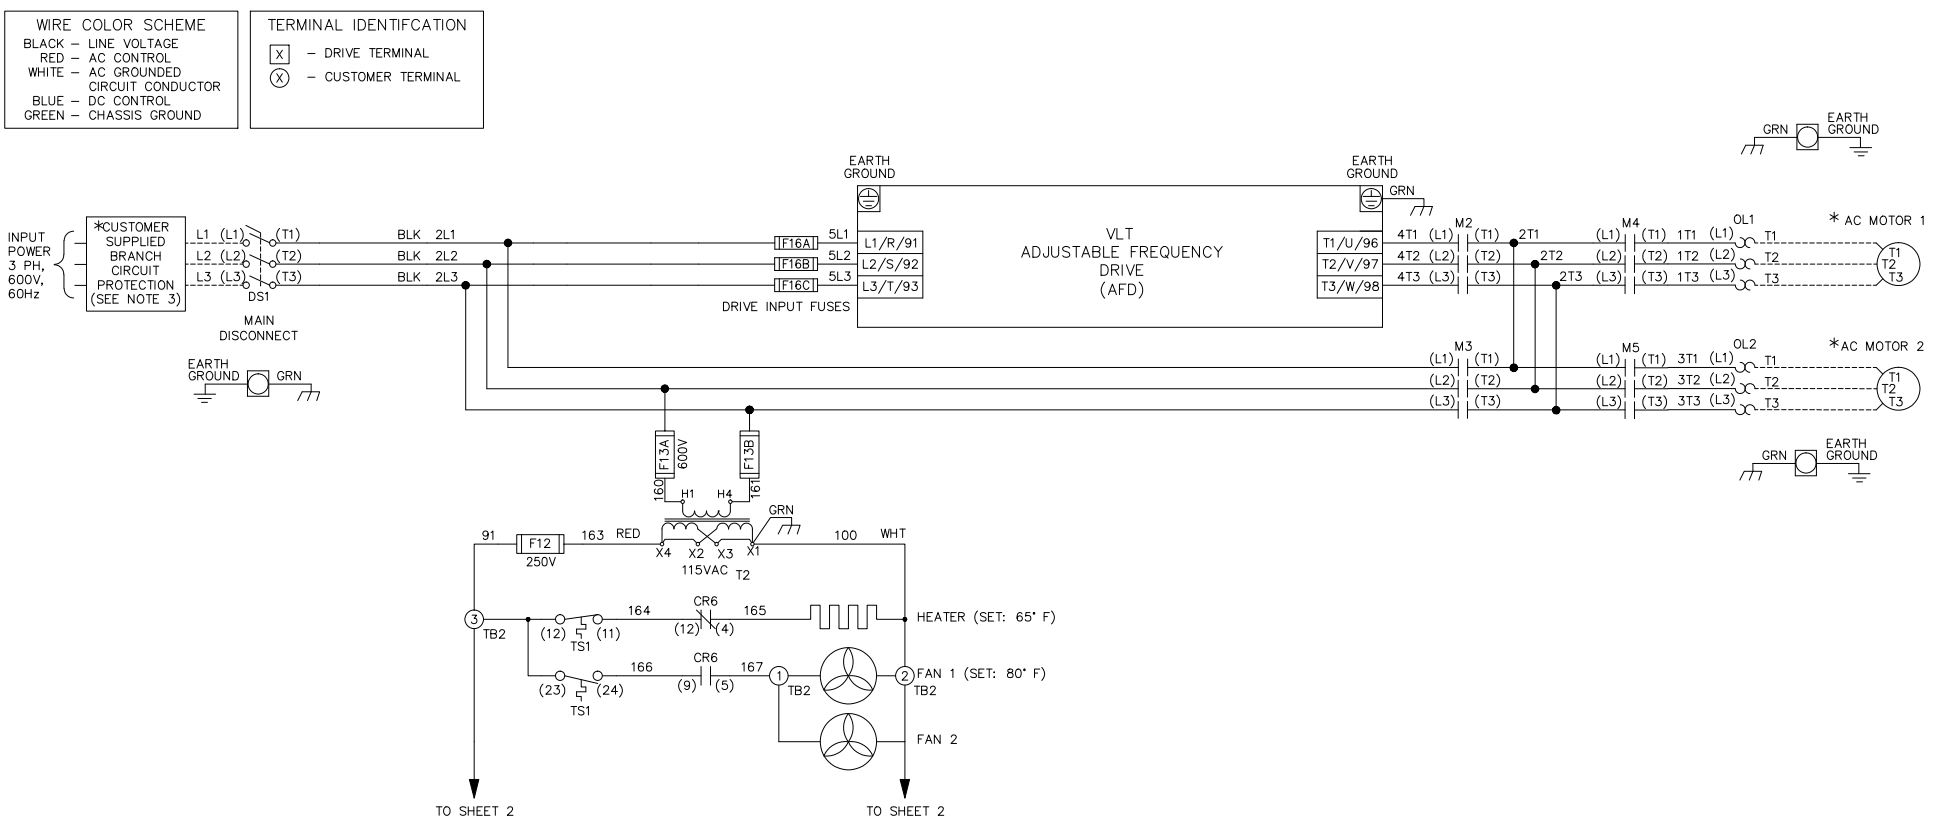 WIRE COLOR SCHEME
BLACK – LINE VOLTAGE
RED – AC CONTROL
WHITE – AC GROUNDED
CIRCUIT CONDUCTOR
BLUE – DC CONTROL
GREEN – CHASSIS GROUND
TERMINAL IDENTIFCATION
X – DRIVE TERMINAL
X – CUSTOMER TERMINAL
GRN
EARTH
GROUND
EARTH
GROUND
EARTH
GROUND
GRN
INPUT
POWER
3 PH,
600V,
60Hz
*CUSTOMER
SUPPLIED
BRANCH
CIRCUIT
PROTECTION
(SEE NOTE 3)
L1 (L1) (T1) BLK 2L1 F16A 5L1 L1/R/91
L2 (L2) (T2) BLK 2L2 F16B 5L2 L2/S/92
L3 (L3) (T3) BLK 2L3 F16C 5L3 L3/T/93
DS1
MAIN
DISCONNECT
DRIVE INPUT FUSES
VLT
ADJUSTABLE FREQUENCY
DRIVE
(AFD)
M2 M4 OL1 * AC MOTOR 1
T1/U/96 4T1 (L1) (T1) 2T1 (L1) (T1) 1T1 (L1) T1 T1
T2/V/97 4T2 (L2) (T2) 2T2 (L2) (T2) 1T2 (L2) T2 T2
T3/W/98 4T3 (L3) (T3) 2T3 (L3) (T3) 1T3 (L3) T3 T3
EARTH
GROUND
GRN
M3 M5 OL2 * AC MOTOR 2
(L1) (T1) (L1) (T1) 3T1 (L1) T1 T1
(L2) (T2) (L2) (T2) 3T2 (L2) T2 T2
(L3) (T3) (L3) (T3) 3T3 (L3) T3 T3
GRN
EARTH
GROUND
F13A
600V
F13B
160
161
H1 H4
GRN
91 F12 163 RED
250V
X4 X2 X3 X1
100 WHT
115VAC T2
3
TB2
(12) (11)
TS1
164
CR6
(12) (4)
165
HEATER (SET: 65° F)
(23) (24)
TS1
166
CR6
(9) (5)
167
1
TB2
2
TB2
FAN 1 (SET: 80° F)
FAN 2
TO SHEET 2
TO SHEET 2